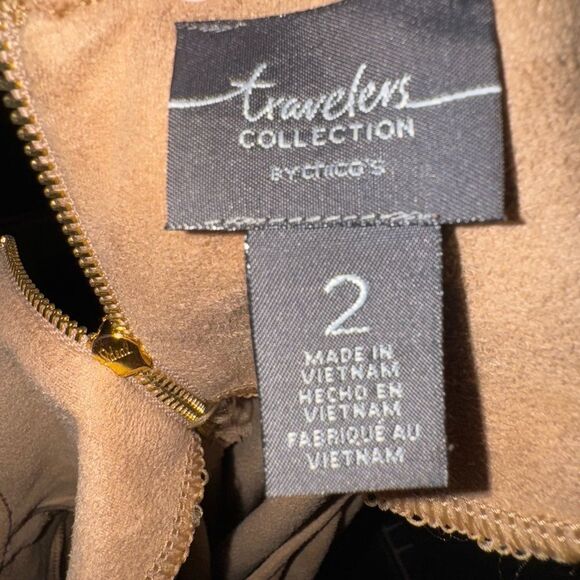 travelers
COLLECTION
BY CHICO'S
2
MADE IN
VIETNAM
HECHO EN
VIETNAM
FABRIQUÉ AU
VIETNAM